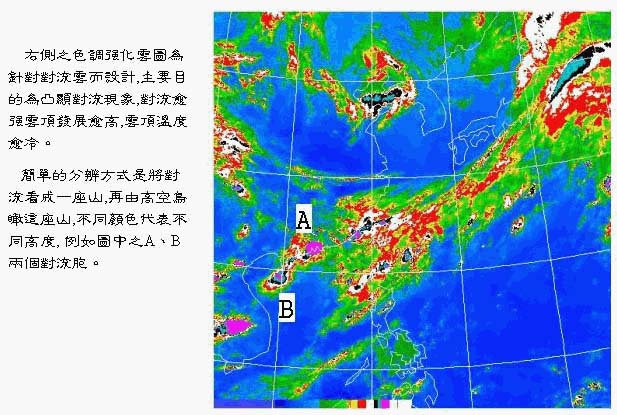 右側之色調强化雲圖為
針對對流雲而設計,主要目
的為凸顯對流現象,對流愈
强雲頂發展愈高,雲頂溫度
愈冷。
簡單的分辨方式是將對
流看成一座山,再由高空鳥
瞰這座山,不同顏色代表不
同高度, 例如圖中之A、B
兩個對流胞。
A
B